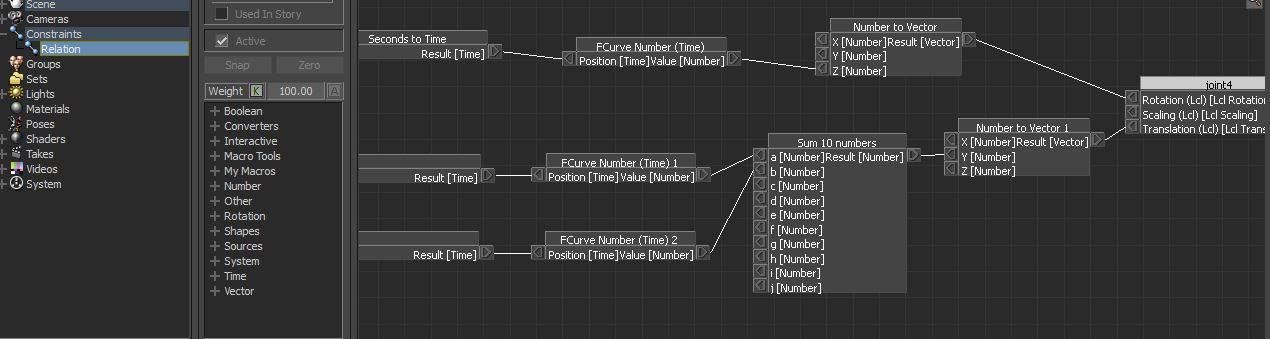 Scene
Cameras
Constraints
Relation
Groups
Sets
Lights
Materials
Poses
Shaders
Takes
Videos
System
Used In Story
Active
Snap Zero
Weight K 100.00 A
Boolean
Converters
Interactive
Macro Tools
My Macros
Number
Other
Rotation
Shapes
Sources
System
Time
Vector
Seconds to Time
Result [Time]
FCurve Number (Time)
Position [Time]Value [Number]
Number to Vector
X [Number]Result [Vector]
Y [Number]
Z [Number]
joint4
Rotation (Lcl) [Lcl Rotation
Scaling (Lcl) [Lcl Scaling]
Translation (Lcl) [Lcl Trans
Result [Time]
FCurve Number (Time) 1
Position [Time]Value [Number]
Sum 10 numbers
a [Number]Result [Number]
b [Number]
c [Number]
d [Number]
e [Number]
f [Number]
g [Number]
h [Number]
i [Number]
j [Number]
Number to Vector 1
X [Number]Result [Vector]
Y [Number]
Z [Number]
Result [Time]
FCurve Number (Time) 2
Position [Time]Value [Number]